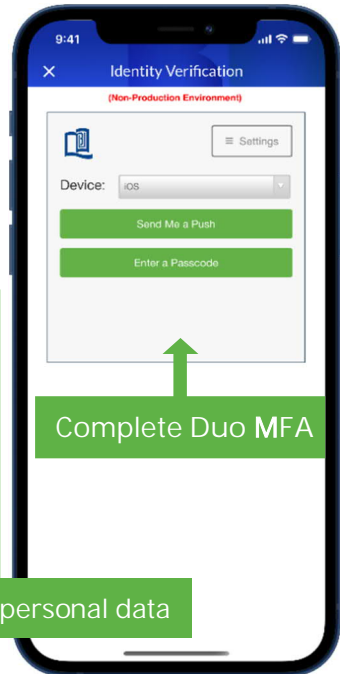 9:41
Identity Verification
(Non-Production Environment)
≡ Settings
Device: iOS
Send Me a Push
Enter a Passcode
Complete Duo MFA
personal data